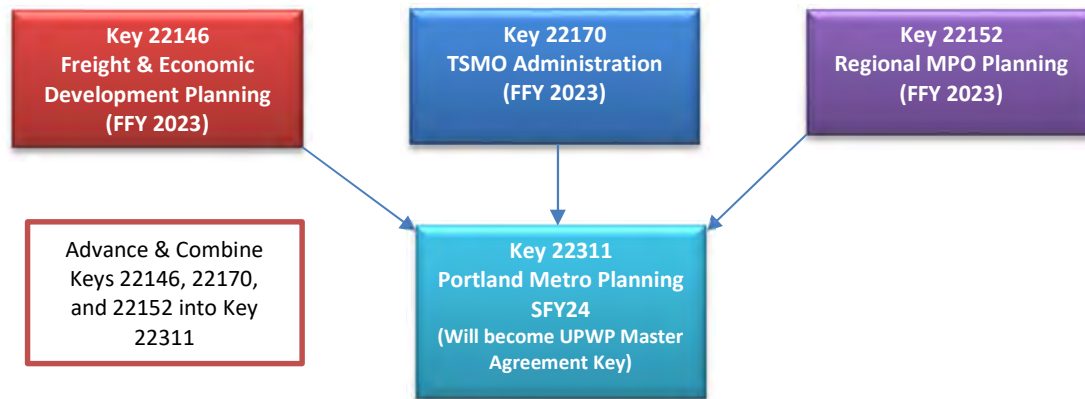 Key 22146
Freight & Economic
Development Planning
(FFY 2023)
Key 22170
TSMO Administration
(FFY 2023)
Key 22152
Regional MPO Planning
(FFY 2023)
Advance & Combine
Keys 22146, 22170,
and 22152 into Key
22311
Key 22311
Portland Metro Planning
SFY24
(Will become UPWP Master
Agreement Key)